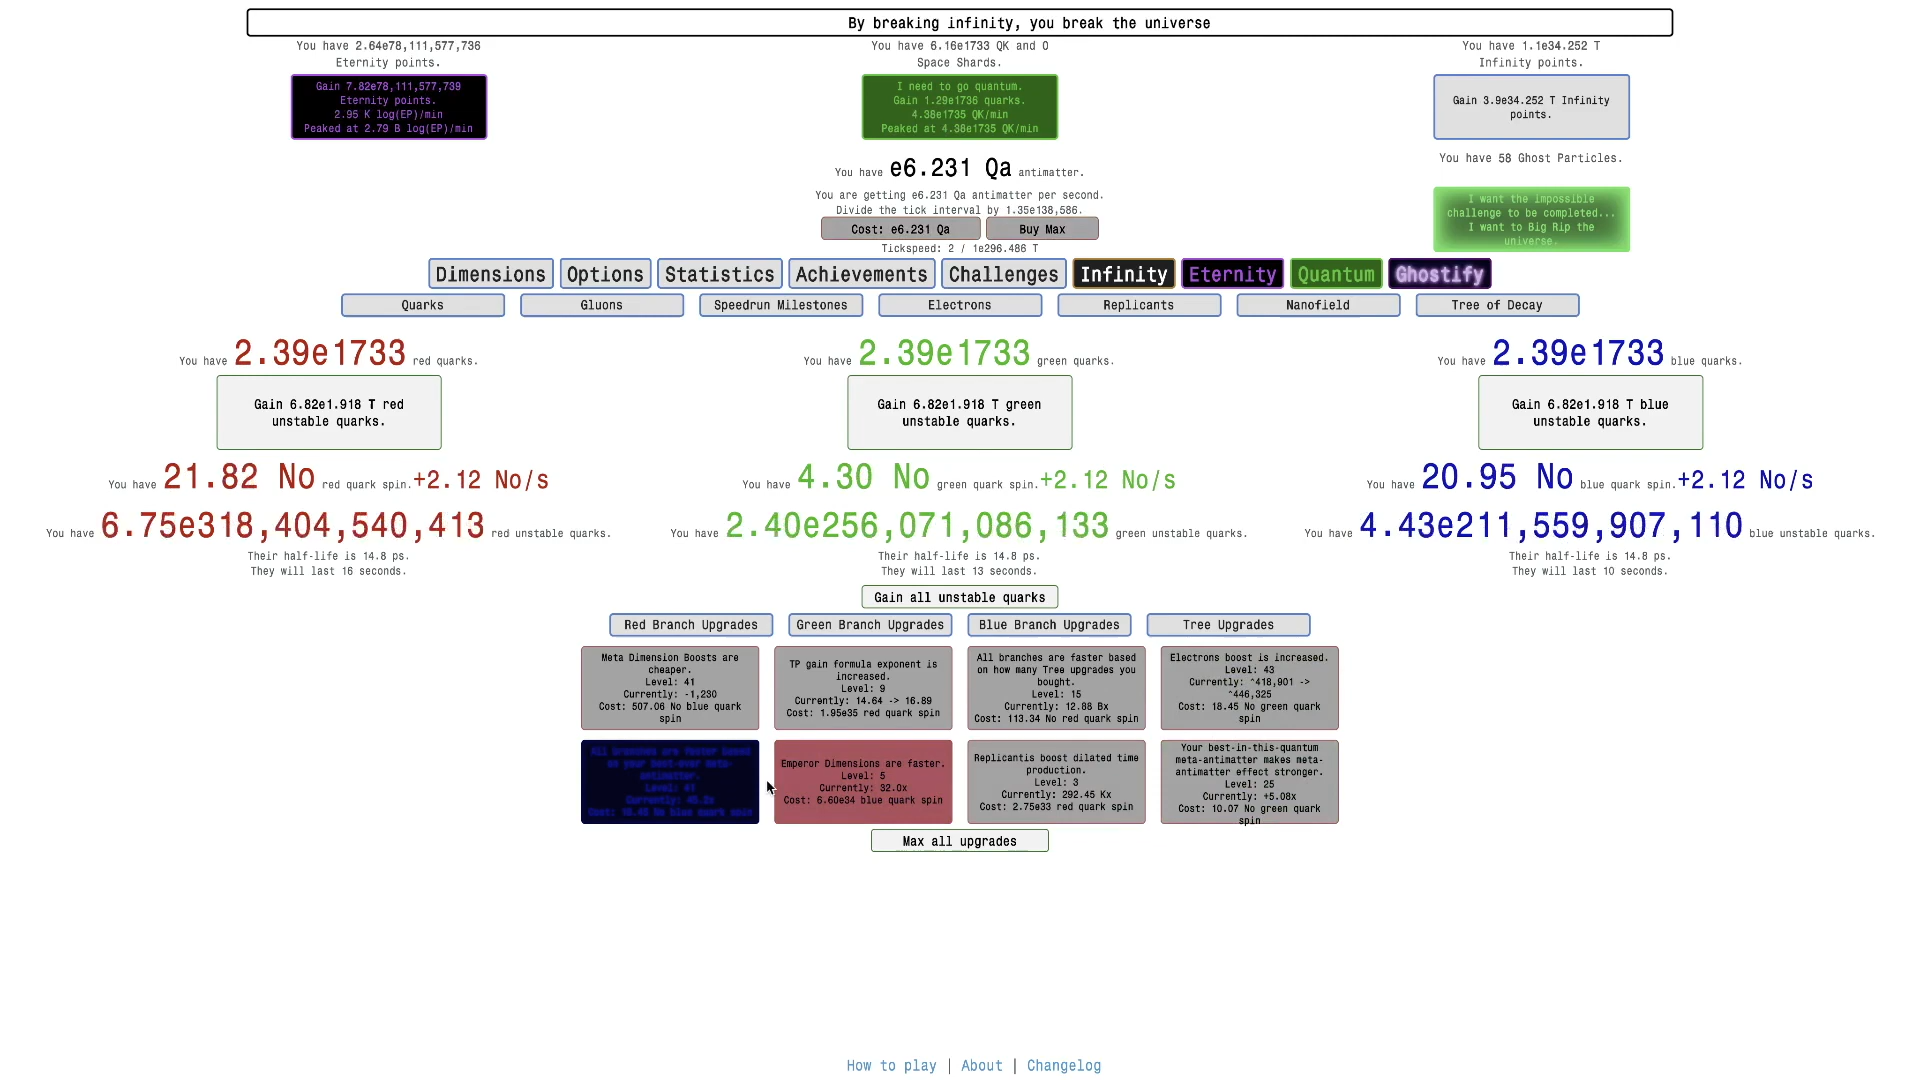 By breaking infinity, you break the universe
You have 2.64e78,111,577,736
Eternity points.
Gain 7.82e78,111,577,739
Eternity points.
2.95 K log(EP)/min
Peaked at 2.79 B log(EP)/min
You have 6.16e1733 QK and 0
Space Shards.
I need to go quantum.
Gain 1.29e1736 quarks.
4.38e1735 QK/min
Peaked at 4.38e1735 QK/min
You have 1.1e34.252 T
Infinity points.
Gain 3.9e34.252 T Infinity
points.
You have 58 Ghost Particles.
I want the impossible
challenge to be completed...
I want to Big Rip the
universe.
You have e6.231 Qa antimatter.
You are getting e6.231 Qa antimatter per second.
Divide the tick interval by 1.35e138,586.
Cost: e6.231 Qa
Buy Max
Tickspeed: 2 / 1e296.486 T
Dimensions
Options
Statistics
Achievements
Challenges
Infinity
Eternity
Quantum
Ghostify
Quarks
Gluons
Speedrun Milestones
Electrons
Replicants
Nanofield
Tree of Decay
You have 2.39e1733 red quarks.
Gain 6.82e1.918 T red
unstable quarks.
You have 21.82 No red quark spin.+2.12 No/s
You have 6.75e318,404,540,413 red unstable quarks.
Their half-life is 14.8 ps.
They will last 16 seconds.
You have 2.39e1733 green quarks.
Gain 6.82e1.918 T green
unstable quarks.
You have 4.30 No green quark spin.+2.12 No/s
You have 2.40e256,071,086,133 green unstable quarks.
Their half-life is 14.8 ps.
They will last 13 seconds.
You have 2.39e1733 blue quarks.
Gain 6.82e1.918 T blue
unstable quarks.
You have 20.95 No blue quark spin.+2.12 No/s
You have 4.43e211,559,907,110 blue unstable quarks.
Their half-life is 14.8 ps.
They will last 10 seconds.
Gain all unstable quarks
Red Branch Upgrades
Green Branch Upgrades
Blue Branch Upgrades
Tree Upgrades
Meta Dimension Boosts are
cheaper.
Level: 41
Currently: -1,230
Cost: 507.06 No blue quark
spin
TP gain formula exponent is
increased.
Level: 9
Currently: 14.64 -> 16.89
Cost: 1.95e35 red quark spin
All branches are faster based
on how many Tree upgrades you
bought.
Level: 15
Currently: 12.88 Bx
Cost: 113.34 No red quark spin
Electrons boost is increased.
Level: 43
Currently: ^418,901 ->
^446,325
Cost: 18.45 No green quark
spin
All branches are faster based
on your best-ever meta-
antimatter.
Level:
Currently:
Cost: No blue quark spin
Emperor Dimensions are faster.
Level: 5
Currently: 32.0x
Cost: 6.60e34 blue quark spin
Replicantis boost dilated time
production.
Level: 3
Currently: 292.45 Kx
Cost: 2.75e33 red quark spin
Your best-in-this-quantum
meta-antimatter makes meta-
antimatter effect stronger.
Level: 25
Currently: +5.08x
Cost: 10.07 No green quark
spin
Max all upgrades
How to play | About | Changelog